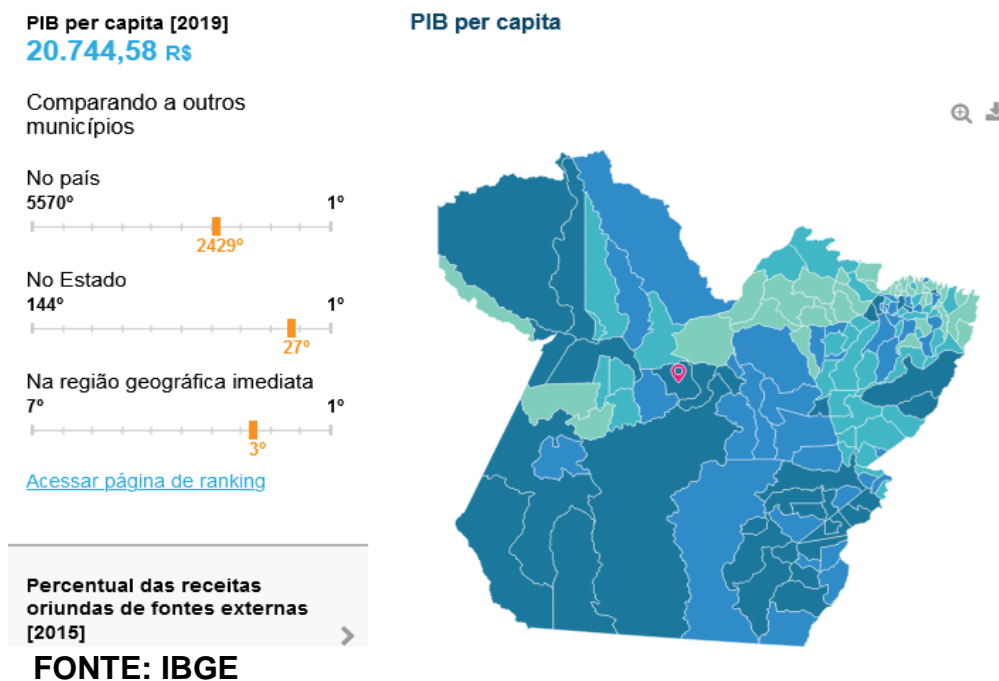 PIB per capita [2019]
20.744,58 R$
Comparando a outros
municípios
No país
5570º 1º
2429º
No Estado
144º 1º
27º
Na região geográfica imediata
7º 1º
3º
Acessar página de ranking
Percentual das receitas
oriundas de fontes externas
[2015]
FONTE: IBGE
PIB per capita